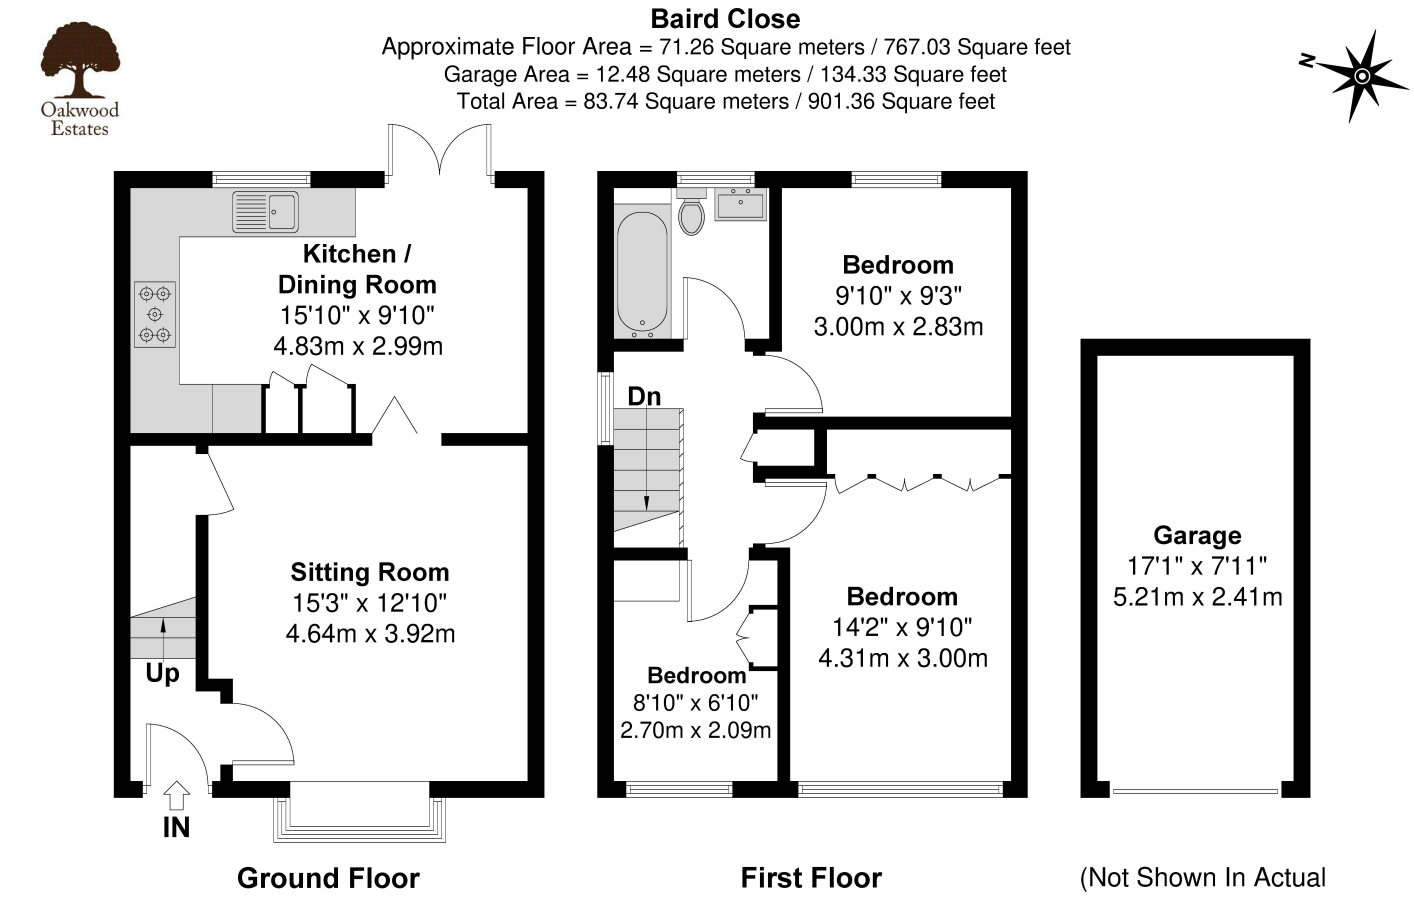 Baird Close
Approximate Floor Area = 71.26 Square meters / 767.03 Square feet
Garage Area = 12.48 Square meters / 134.33 Square feet
Total Area = 83.74 Square meters / 901.36 Square feet
Oakwood
Estates
N
Kitchen /
Dining Room
15'10" x 9'10"
4.83m x 2.99m
Sitting Room
15'3" x 12'10"
4.64m x 3.92m
Up
IN
Ground Floor
Bedroom
9'10" x 9'3"
3.00m x 2.83m
Dn
Bedroom
14'2" x 9'10"
4.31m x 3.00m
Bedroom
8'10" x 6'10"
2.70m x 2.09m
First Floor
Garage
17'1" x 7'11"
5.21m x 2.41m
(Not Shown In Actual